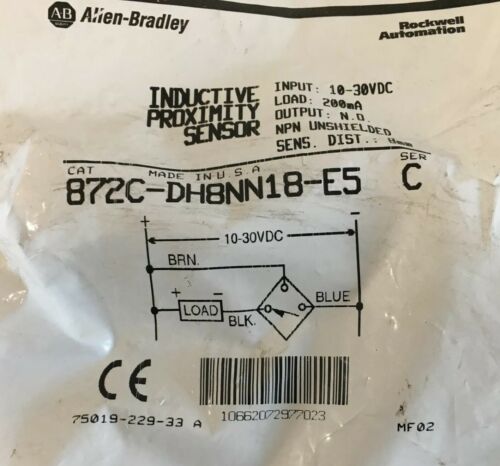 AB Allen-Bradley
Rockwell
Automation
INDUCTIVE
PROXIMITY
SENSOR
INPUT: 10-30VDC
LOAD: 200mA
OUTPUT: N.O.
NPN UNSHIELDED
SENS. DIST.: 8mm
CAT MADE IN U.S.A SER
872C-DH8NN18-E5 C
+ −
10-30VDC
BRN.
+ −
LOAD
BLK.
BLUE
CE
75019-229-33 A
10662072977023
MF02